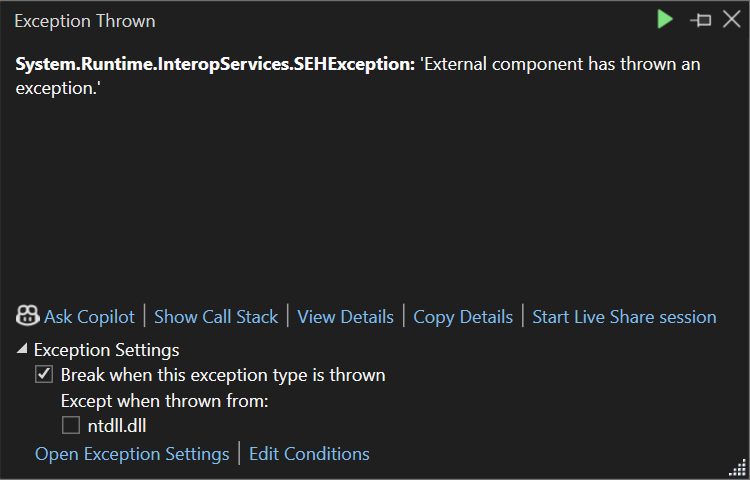 Exception Thrown
System.Runtime.InteropServices.SEHException: 'External component has thrown an
exception.'
Ask Copilot | Show Call Stack | View Details | Copy Details | Start Live Share session
Exception Settings
Break when this exception type is thrown
Except when thrown from:
ntdll.dll
Open Exception Settings | Edit Conditions